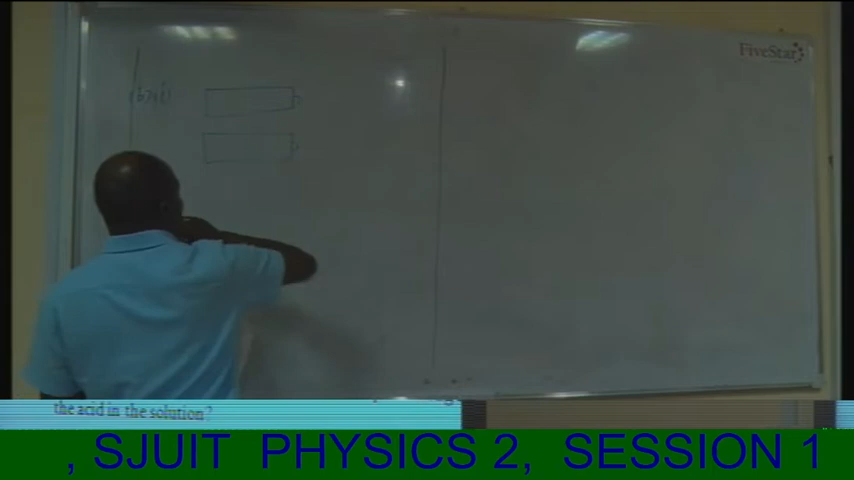 FiveStar
(b) (i)
the acid in the solution?
, SJUIT PHYSICS 2, SESSION 1